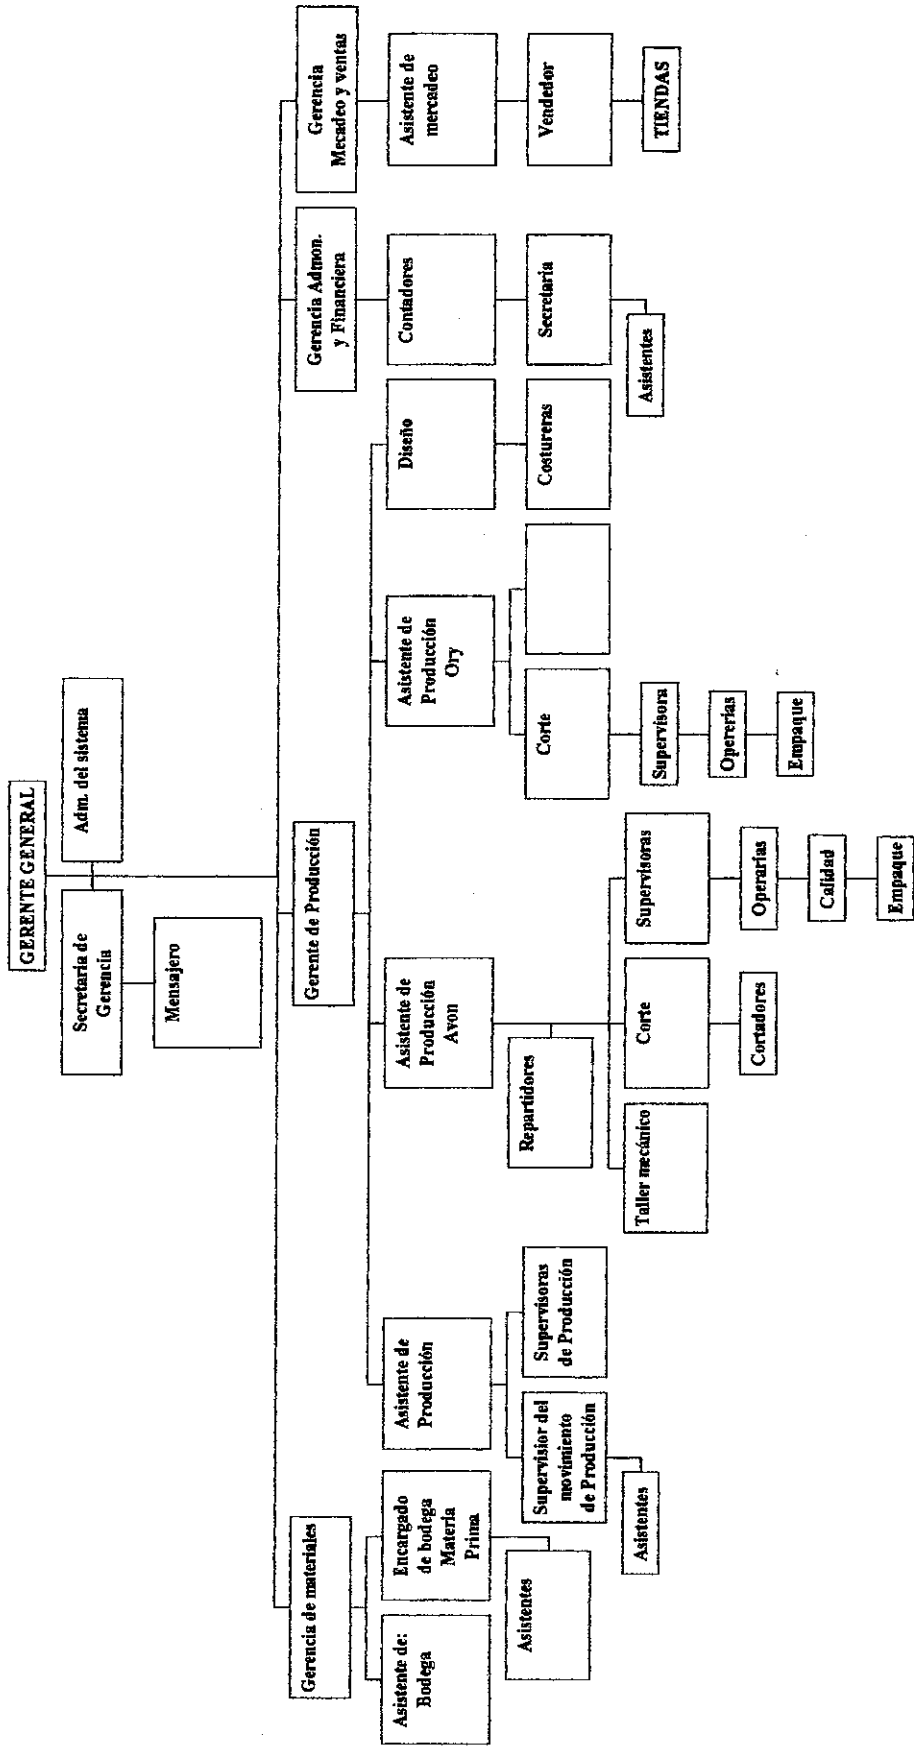 GERENTE GENERAL
Secretaria de
Gerencia
Adm. del sistema
Mensajero
Gerencia de materiales
Gerente de Producción
Gerencia Admon.
y Financiera
Gerencia
Mecadeo y ventas
Asistente de:
Bodega
Encargado
de bodega
Materia
Prima
Asistente de
Producción
Asistente de
Producción
Avon
Asistente de
Producción
Ory
Diseño
Contadores
Asistente de
mercadeo
Asistentes
Supervisior del
movimiento
de Producción
Supervisoras
de Producción
Repartidores
Corte
Costureras
Secretaria
Vendedor
Asistentes
Taller mecánico
Corte
Supervisoras
Supervisora
Asistentes
TIENDAS
Cortadores
Operarías
Opererías
Calidad
Empaque
Empaque